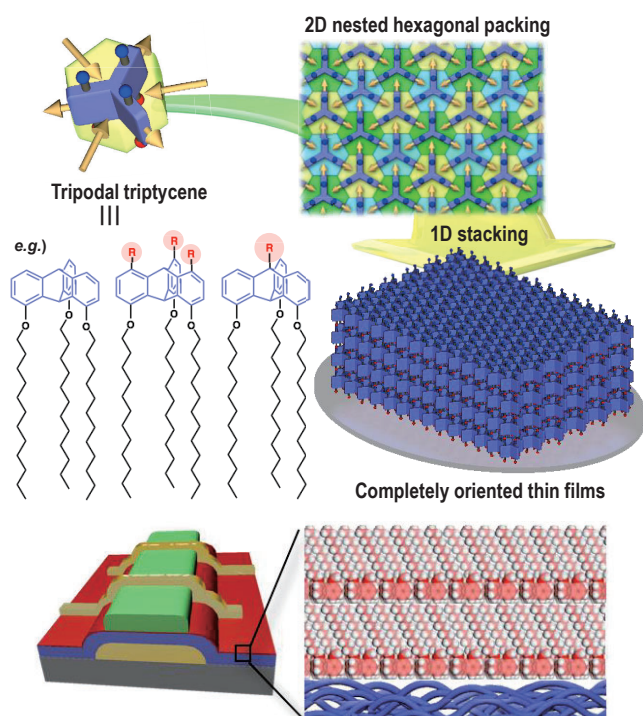 2D nested hexagonal packing
Tripodal triptycene
|||
1D stacking
e.g.)
R R R R
O O O O O O O O O
Completely oriented thin films